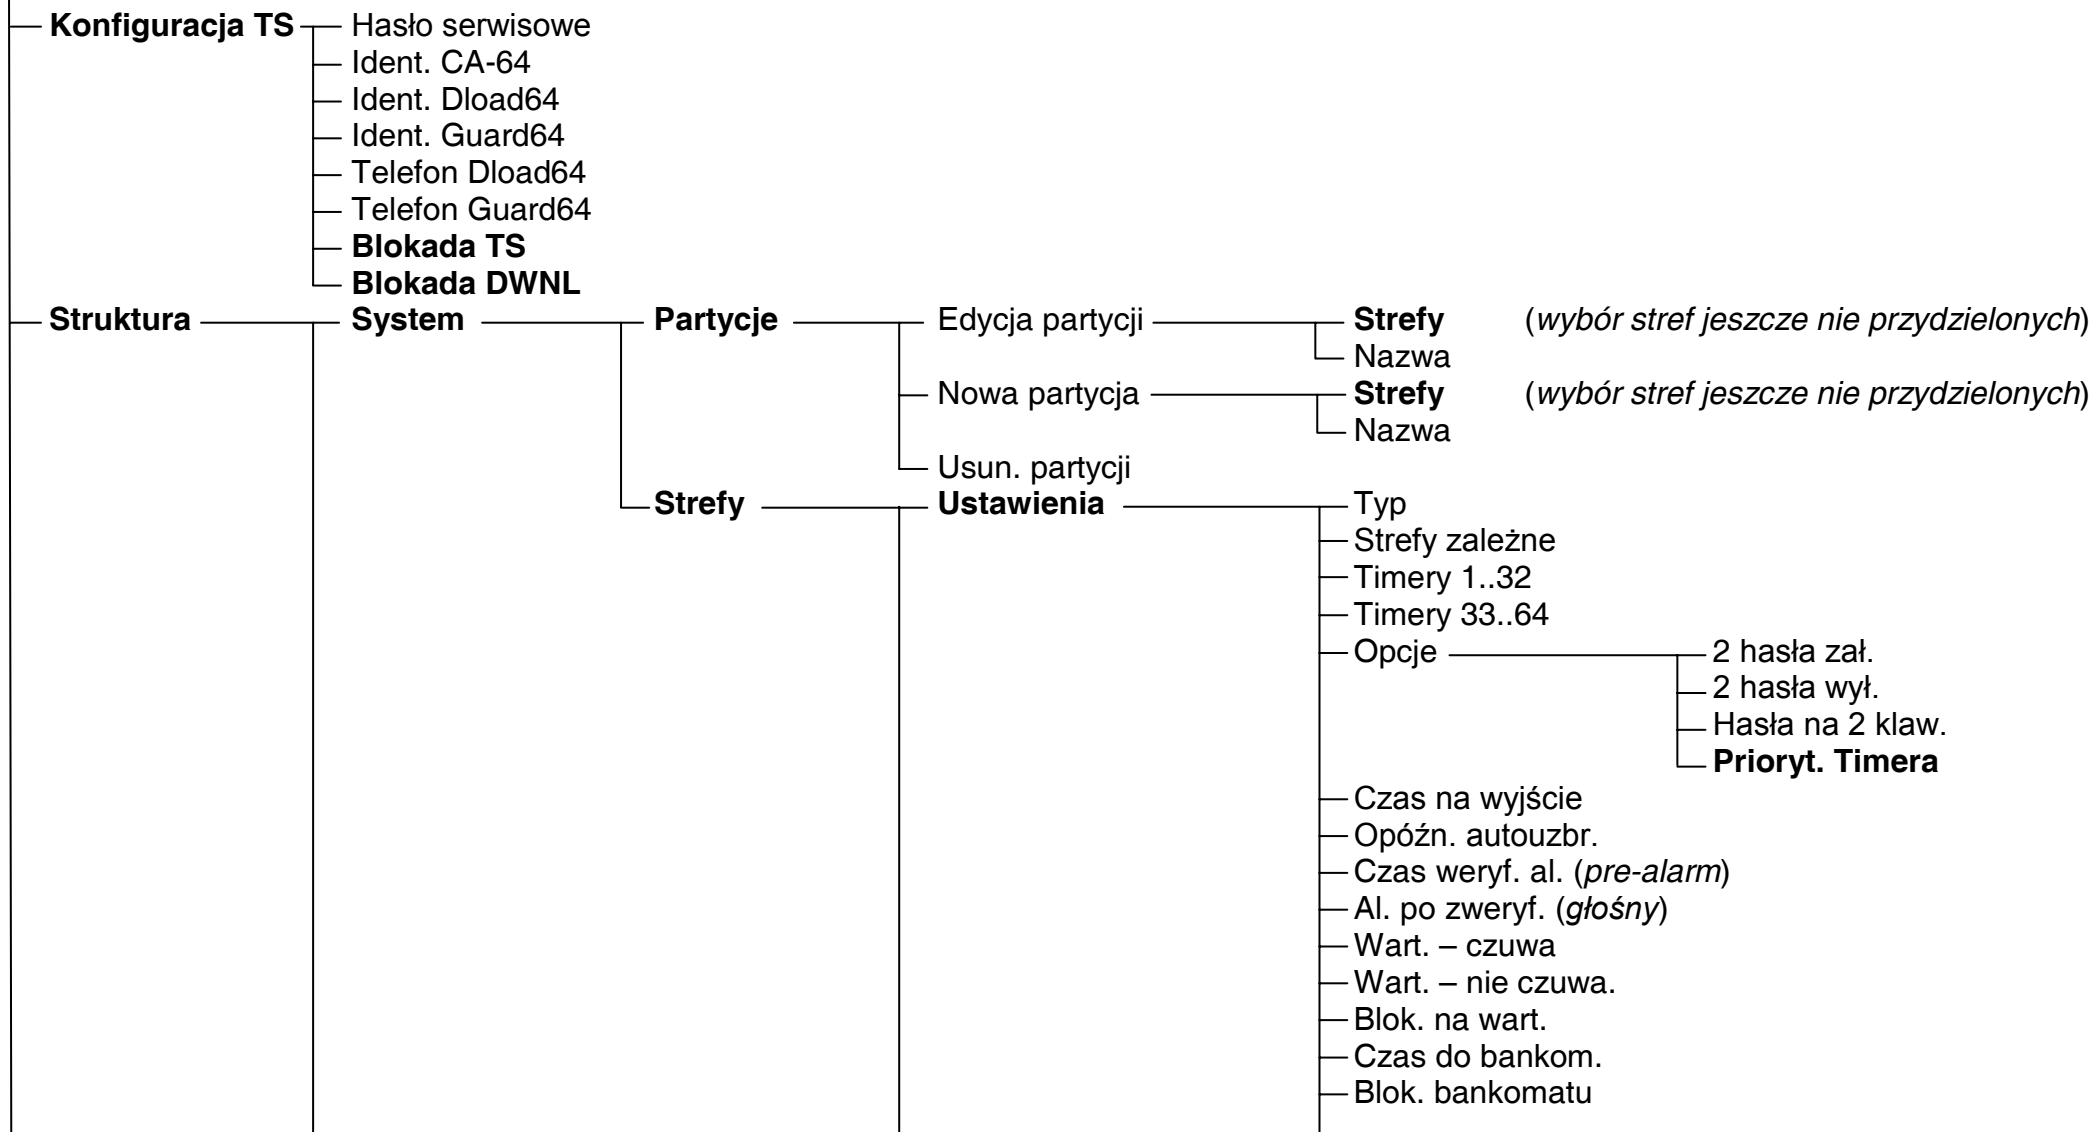 Konfiguracja TS Hasło serwisowe
Ident. CA-64
Ident. Dload64
Ident. Guard64
Telefon Dload64
Telefon Guard64
Blokada TS
Blokada DWNL
Struktura System Partycje Edycja partycji Strefy (wybór stref jeszcze nie przydzielonych)
Nazwa
Nowa partycja Strefy (wybór stref jeszcze nie przydzielonych)
Nazwa
Usun. partycji
Strefy Ustawienia Typ
Strefy zależne
Timery 1..32
Timery 33..64
Opcje 2 hasła zał.
2 hasła wył.
Hasła na 2 klaw.
Prioryt. Timera
Czas na wyjście
Opóźn. autouzbr.
Czas weryf. al. (pre-alarm)
Al. po zweryf. (głośny)
Wart. – czuwa
Wart. – nie czuwa.
Blok. na wart.
Czas do bankom.
Blok. bankomatu